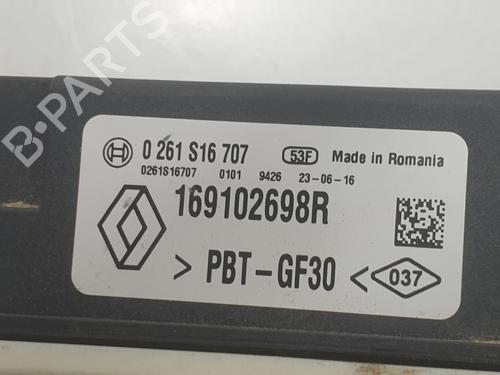 B-PARTS
0 261 S16 707 53F Made in Romania
0261S16707 0101 9426 23-06-16
169102698R
> PBT-GF30 < 037